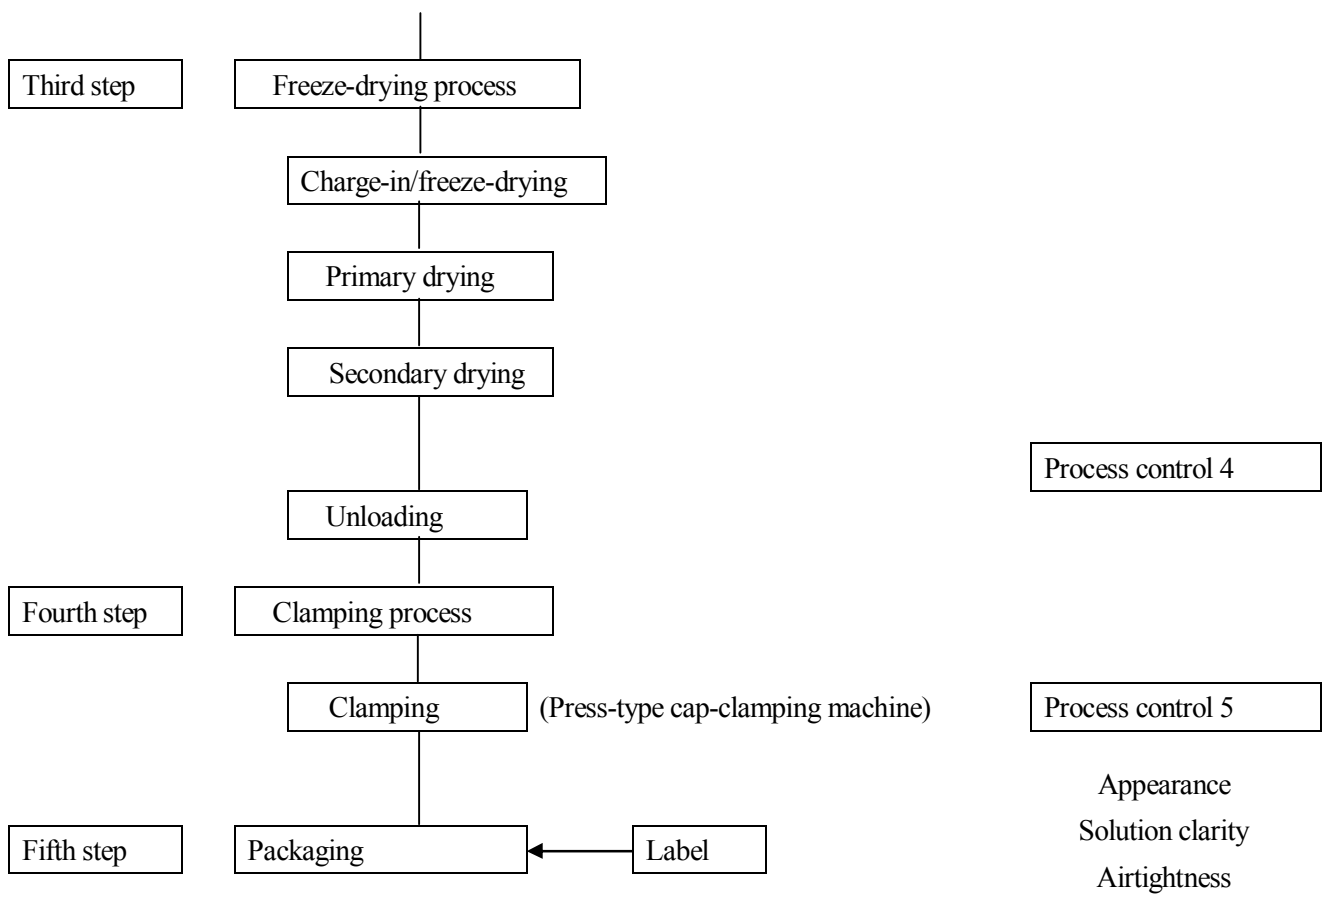 Third step
Freeze-drying process
Charge-in/freeze-drying
Primary drying
Secondary drying
Process control 4
Unloading
Fourth step
Clamping process
Clamping
(Press-type cap-clamping machine)
Process control 5
Appearance
Solution clarity
Airtightness
Fifth step
Packaging
Label